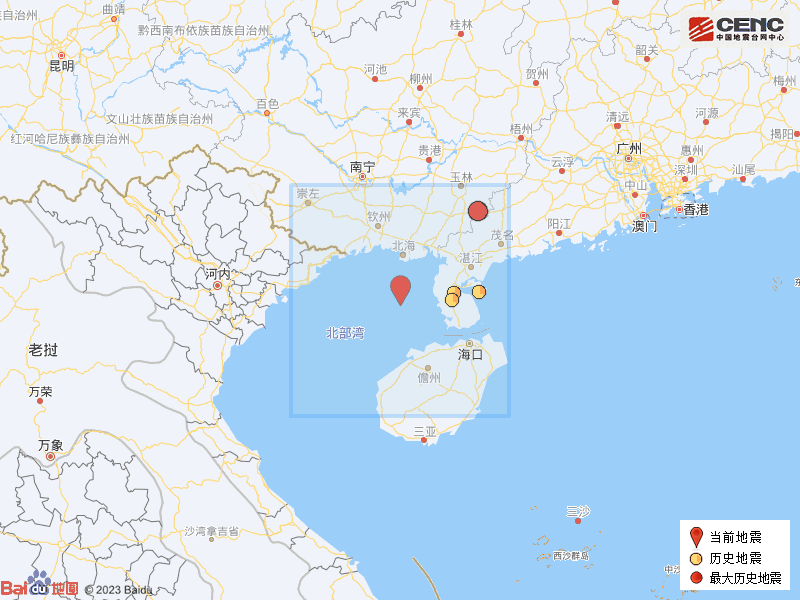 曲靖
黔西南布依族苗族自治州
桂林
CENC
中国地震台网中心
昆明
韶关
河池
柳州
贺州
梅州
百色
来宾
河源
文山壮族苗族自治州
清远
红河哈尼族彝族自治州
梧州
揭阳
贵港
广州
惠州
南宁
云浮
深圳
汕尾
玉林
崇左
中山
香港
钦州
阳江
澳门
北海
茂名
湛江
河内
北部湾
老挝
海口
儋州
万荣
三亚
万象
三沙
沙湾拿吉省
西沙群岛
当前地震
历史地震
最大历史地震
中沙
Bai du 地图
© 2023 Baidu